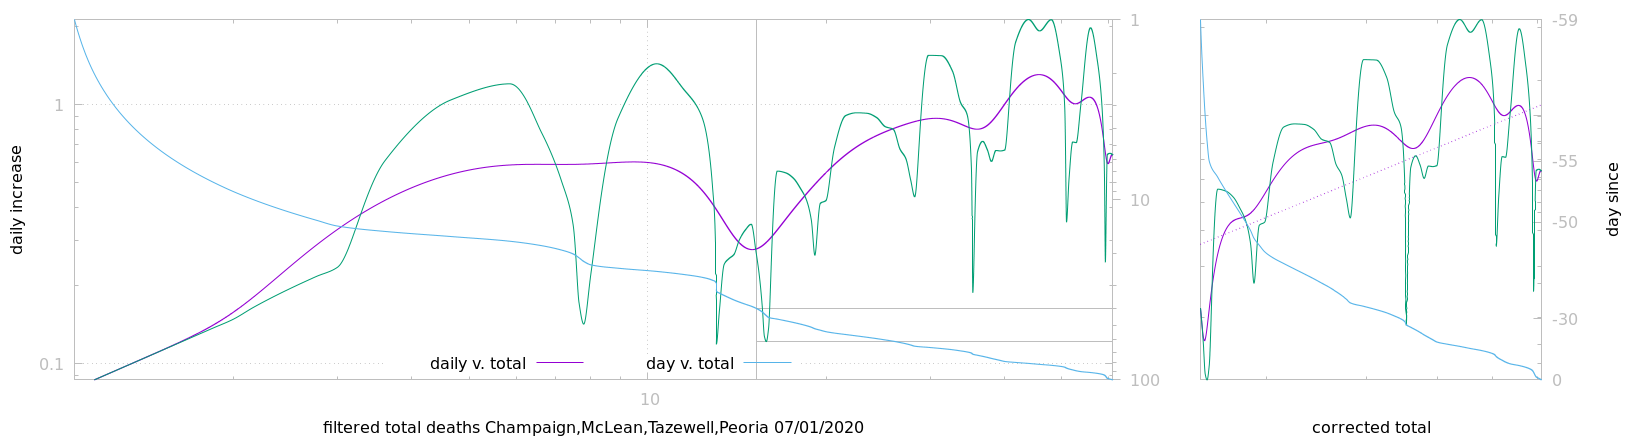 1
-59
1
-55
daily increase
10
-50
day since
-30
0.1
daily v. total
day v. total
100
0
10
filtered total deaths Champaign,McLean,Tazewell,Peoria 07/01/2020
corrected total